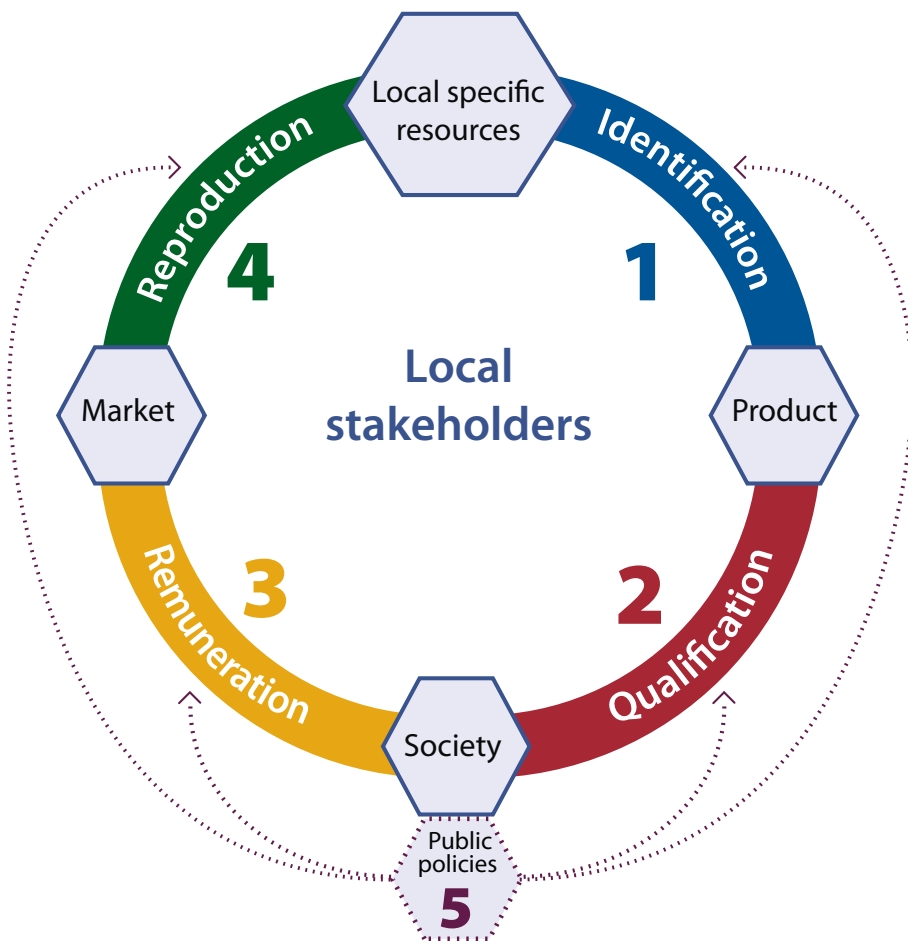 Local specific
resources
Identification
1
Product
2
Qualification
Society
Remuneration
3
Market
4
Reproduction
Local
stakeholders
Public
policies
5